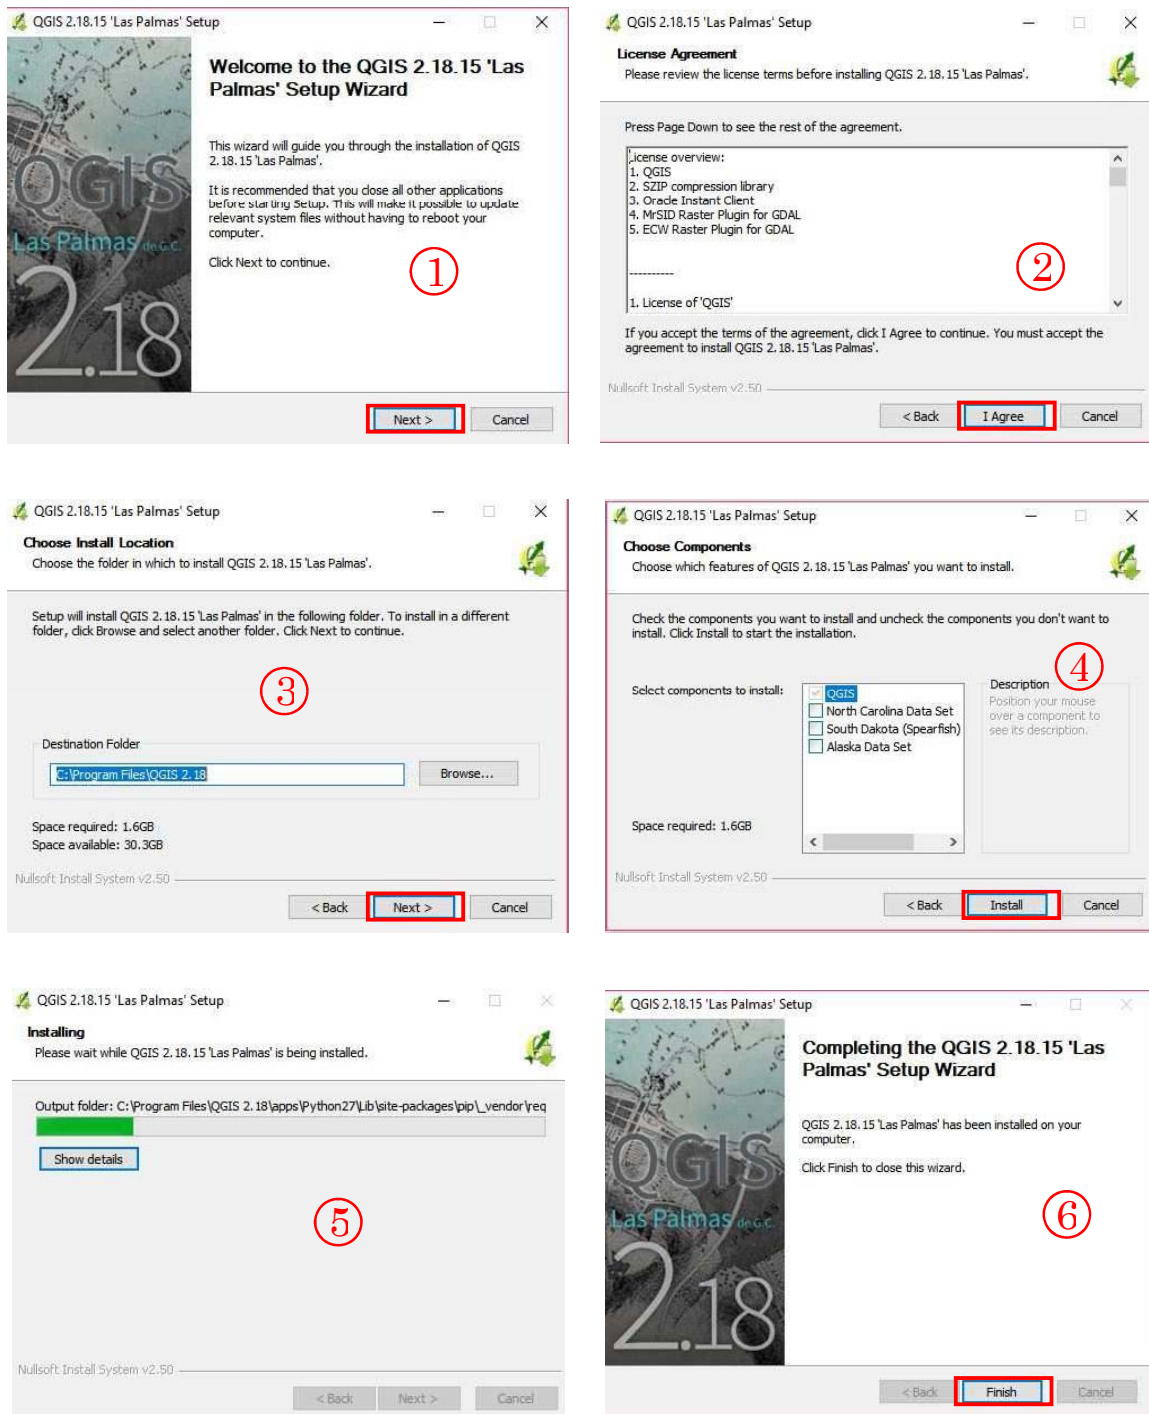 QGIS 2.18.15 'Las Palmas' Setup
QGIS
Las Palmas de G.C.
2.18
Welcome to the QGIS 2.18.15 'Las
Palmas' Setup Wizard
This wizard will guide you through the installation of QGIS
2.18.15 'Las Palmas'.
It is recommended that you close all other applications
before starting Setup. This will make it possible to update
relevant system files without having to reboot your
computer.
Click Next to continue.
①
Next >
Cancel
QGIS 2.18.15 'Las Palmas' Setup
License Agreement
Please review the license terms before installing QGIS 2.18.15 'Las Palmas'.
Press Page Down to see the rest of the agreement.
License overview:
1. QGIS
2. SZIP compression library
3. Oracle Instant Client
4. MrSID Raster Plugin for GDAL
5. ECW Raster Plugin for GDAL
----------
1. License of 'QGIS'
②
If you accept the terms of the agreement, click I Agree to continue. You must accept the
agreement to install QGIS 2.18.15 'Las Palmas'.
Nullsoft Install System v2.50
< Back
I Agree
Cancel
QGIS 2.18.15 'Las Palmas' Setup
Choose Install Location
Choose the folder in which to install QGIS 2.18.15 'Las Palmas'.
Setup will install QGIS 2.18.15 'Las Palmas' in the following folder. To install in a different
folder, click Browse and select another folder. Click Next to continue.
③
Destination Folder
C:\Program Files\QGIS 2.18
Browse...
Space required: 1.6GB
Space available: 30.3GB
Nullsoft Install System v2.50
< Back
Next >
Cancel
QGIS 2.18.15 'Las Palmas' Setup
Choose Components
Choose which features of QGIS 2.18.15 'Las Palmas' you want to install.
Check the components you want to install and uncheck the components you don't want to
install. Click Install to start the installation.
④
Select components to install:
QGIS
North Carolina Data Set
South Dakota (Spearfish)
Alaska Data Set
Description
Position your mouse
over a component to
see its description.
Space required: 1.6GB
Nullsoft Install System v2.50
< Back
Install
Cancel
QGIS 2.18.15 'Las Palmas' Setup
Installing
Please wait while QGIS 2.18.15 'Las Palmas' is being installed.
Output folder: C:\Program Files\QGIS 2.18\apps\Python27\Lib\site-packages\pip\_vendor\req
Show details
⑤
Nullsoft Install System v2.50
< Back
Next >
Cancel
QGIS 2.18.15 'Las Palmas' Setup
QGIS
Las Palmas de G.C.
2.18
Completing the QGIS 2.18.15 'Las
Palmas' Setup Wizard
QGIS 2.18.15 'Las Palmas' has been installed on your
computer.
Click Finish to close this wizard.
⑥
< Back
Finish
Cancel